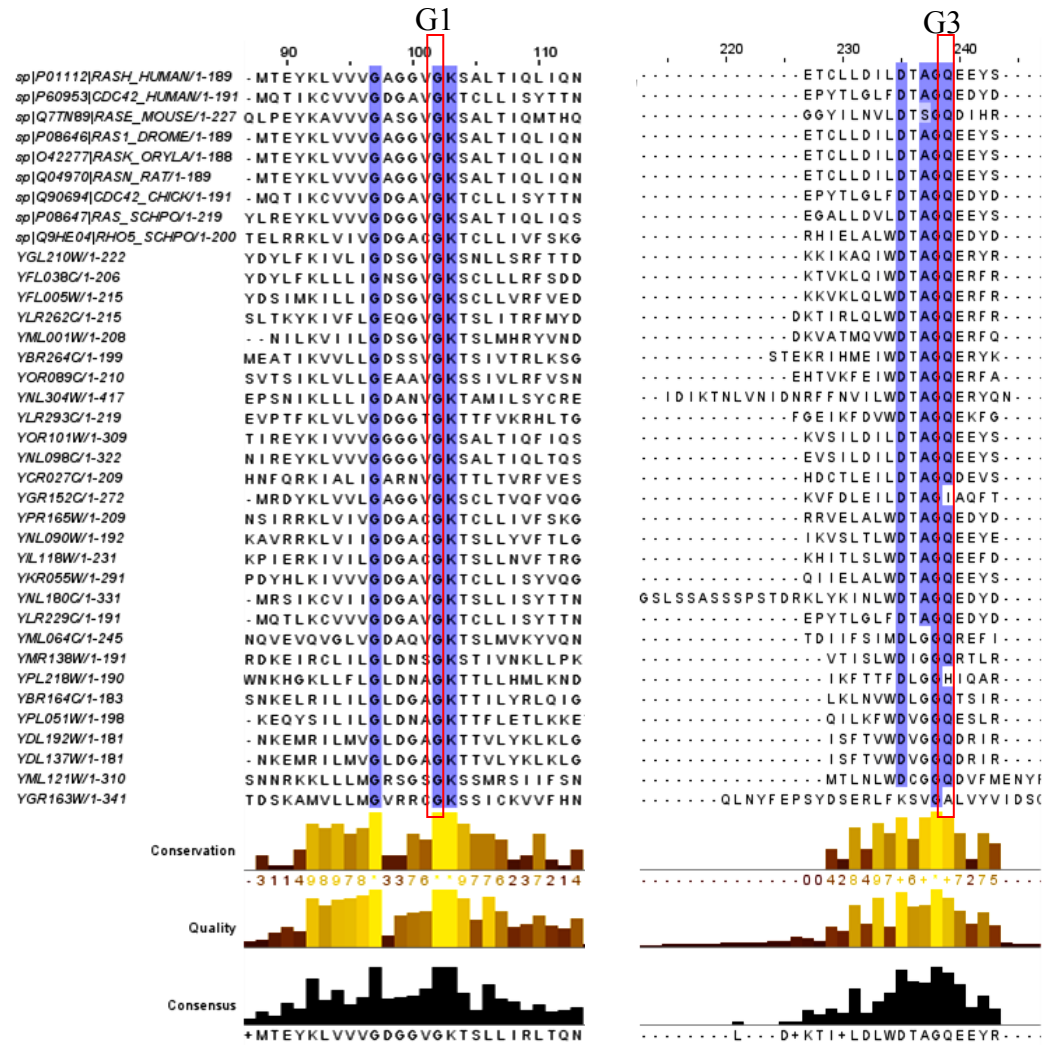 G1 G3
90 100 110 220 230 240
sp|P01112|RASH_HUMAN/1-189 -MTEYKLVVVGAGGVGKSALTIQLIQN ..............ETCLLDILDTAGQEEYS....
sp|P60953|CDC42_HUMAN/1-191 -MQTIKCVVVGDGAVGKTCLLISYTTN ..............EPYTLGLFDTAGQEDYD....
sp|Q7TN89|RASE_MOUSE/1-227 QLPEYKAVVVGASGVGKSALTIQMTHQ ..............GGYILNVLDTSGQDIHR....
sp|P08646|RAS1_DROME/1-189 -MTEYKLVVVGAGGVGKSALTIQLIQN ..............ETCLLDILDTAGQEEYS....
sp|O42277|RASK_ORYLA/1-188 -MTEYKLVVVGAGGVGKSALTIQLIQN ..............ETCLLDILDTAGQEEYS....
sp|Q04970|RASN_RAT/1-189 -MTEYKLVVVGAGGVGKSALTIQLIQN ..............ETCLLDILDTAGQEEYS....
sp|Q90694|CDC42_CHICK/1-191 -MQTIKCVVVGDGAVGKTCLLISYTTN ..............EPYTLGLFDTAGQEDYD....
sp|P08647|RAS_SCHPO/1-219 YLREYKLVVVGDGGVGKSALTIQLIQS ..............EGALLDVLDTAGQEEYS....
sp|Q9HE04|RHO5_SCHPO/1-200 TELRRKLVIVGDGACGKTCLLIVFSKG ..............RHIELALWDTAGQEDYD....
YGL210W/1-222 YDYLFKIVLIGDSGVGKSNLLSRFTTD ..............KKIKAQIWDTAGQERYR....
YFL038C/1-206 YDYLFKLLLIGNSGVGKSCLLLRFSDD ..............KTVKLQIWDTAGQERFR....
YFL005W/1-215 YDSIMKILLIGDSGVGKSCLLVRFVED ..............KKVKLQLWDTAGQERFR....
YLR262C/1-215 SLTKYKIVFLGEQGVGKTSLITRFMYD .............DKTIRLQLWDTAGQERFR....
YML001W/1-208 --NILKVIILGDSGVGKTSLMHRYVND .............DKVATMQVWDTAGQERFQ....
YBR264C/1-199 MEATIKVVLLGDSSVGKTSIVTRLKSG ...........STEKRIHMEIWDTAGQERYK....
YOR089C/1-210 SVTSIKLVLLGEAAVGKSSIVLRFVSN .............EHTVKFEIWDTAGQERFA....
YNL304W/1-417 EPSNIKLLLIGDANVGKTAMILSYCRE ..IDIKTNLVNIDNRFFNVILWDTAGQERYQN...
YLR293C/1-219 EVPTFKLVLVGDGGTGKTTFVKRHLTG .............FGEIKFDVWDTAGQEKFG....
YOR101W/1-309 TIREYKIVVVGGGGVGKSALTIQFIQS ..............KVSILDILDTAGQEEYS....
YNL098C/1-322 NIREYKLVVVGGGGVGKSALTIQLTQS ..............EVSILDILDTAGQEEYS....
YCR027C/1-209 HNFQRKIALIGARNVGKTTLTVRFVES ..............HDCTLEIIDTAGQDEVS....
YGR152C/1-272 -MRDYKLVVLGAGGVGKSCLTVQFVQG ..............KVFDLEILDTAGIAQFT....
YPR165W/1-209 NSIRRKLVIIGDGACGKTCLLIVFSKG ..............RRVELALWDTAGQEDYD....
YNL090W/1-192 KAVRRKLVIIGDGACGKTSLLYVFTLG ..............IKVSLTLWDTAGQEEYE....
YIL118W/1-231 KPIERKIVILGDGACGKTSLLNVFTRG ..............KHITLSLWDTAGQEEFD....
YKR055W/1-291 PDYHLKIVVVGDGAVGKTCLLISYVQG ..............QIIELALWDTAGQEEYS....
YNL180C/1-331 -MRSIKCVIIGDGAVGKTSLLISYTTN GSLSSASSSPSTDRKLYKINLWDTAGQEDYD....
YLR229C/1-191 -MQTLKCVVVGDGAVGKTCLLISYTTN ..............EPYTLGLFDTAGQEDYD....
YML064C/1-245 NQVEVQVGLVGDAQVGKTSLMVKYVQN ..............TDIIFSIMDLGGQREFI....
YMR138W/1-191 RDKEIRCLILGLDNSGKSTIVNKLLPK ................VTISLWDIGGQRTLR....
YPL218W/1-190 WNKHGKLLFLGLDNAGKTTLLHMLKND ................IKFTTFDLGGHIQAR....
YBR164C/1-183 SNKELRILILGLDGAGKTTILYRLQIG ................LKLNVWDLGGQTSIR....
YPL051W/1-198 -KEQYSILILGLDNAGKTTFLETLKKE ................QILKFWDVGGQESLR....
YDL192W/1-181 -NKEMRILMVGLDGAGKTTVLYKLKLG ................ISFTVWDVGGQDRIR....
YDL137W/1-181 -NKEMRILMVGLDGAGKTTVLYKLKLG ................ISFTVWDVGGQDRIR....
YML121W/1-310 SNNRKKLLLMGRSGSGKSSMRSIIFSN ................MTLNLWDCGGQDVFMENYF
YGR163W/1-341 TDSKAMVLLMGVRRCGKSSICKVVFHN .......QLNYFEPSYDSERLFKSVGALVYVIDSQ
Conservation
-311498978*3376**9776237214 ..............00428497+6+*+7275....
Quality
Consensus
+MTEYKLVVVGDGGVGKTSLLIRLTQN ........L...D+KTI+LDLWDTAGQEEYR....